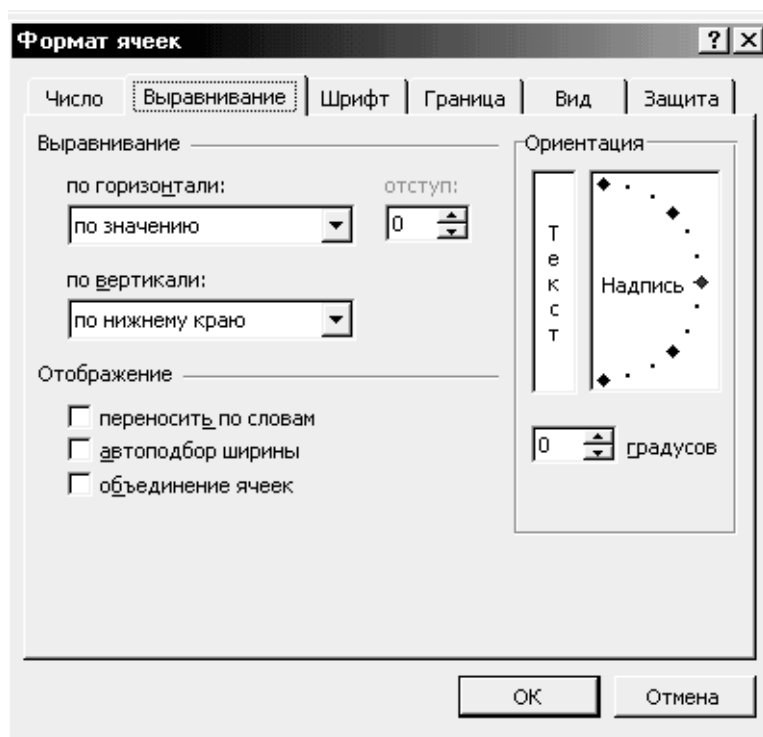 Формат ячеек
Число Выравнивание Шрифт Граница Вид Защита
Выравнивание
по горизонтали: отступ:
по значению 0
по вертикали:
по нижнему краю
Отображение
переносить по словам
автоподбор ширины
объединение ячеек
Ориентация
Текст
Надпись
0 градусов
ОК Отмена